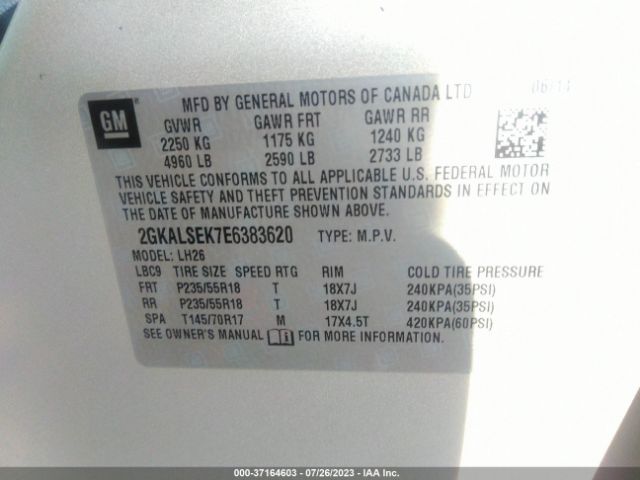 MFD BY GENERAL MOTORS OF CANADA LTD 06/14
GM
GVWR GAWR FRT GAWR RR
2250 KG 1175 KG 1240 KG
4960 LB 2590 LB 2733 LB
THIS VEHICLE CONFORMS TO ALL APPLICABLE U.S. FEDERAL MOTOR
VEHICLE SAFETY AND THEFT PREVENTION STANDARDS IN EFFECT ON
THE DATE OF MANUFACTURE SHOWN ABOVE.
2GKALSEK7E6383620 TYPE: M.P.V.
MODEL: LH26
LBC9 TIRE SIZE SPEED RTG RIM COLD TIRE PRESSURE
FRT P235/55R18 T 18X7J 240KPA(35PSI)
RR P235/55R18 T 18X7J 240KPA(35PSI)
SPA T145/70R17 M 17X4.5T 420KPA(60PSI)
SEE OWNER'S MANUAL i FOR MORE INFORMATION.
000-37164603 / 07/26/2023 - IAA Inc.